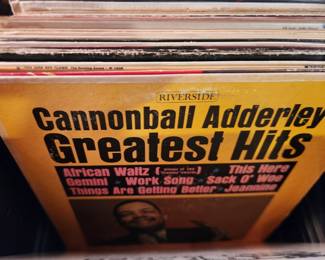 RIVERSIDE
Cannonball Adderley
Greatest Hits
African Waltz ( ) • This Here
Gemini • Work Song • Sack O' Woe
Things Are Getting Better • Jeannine